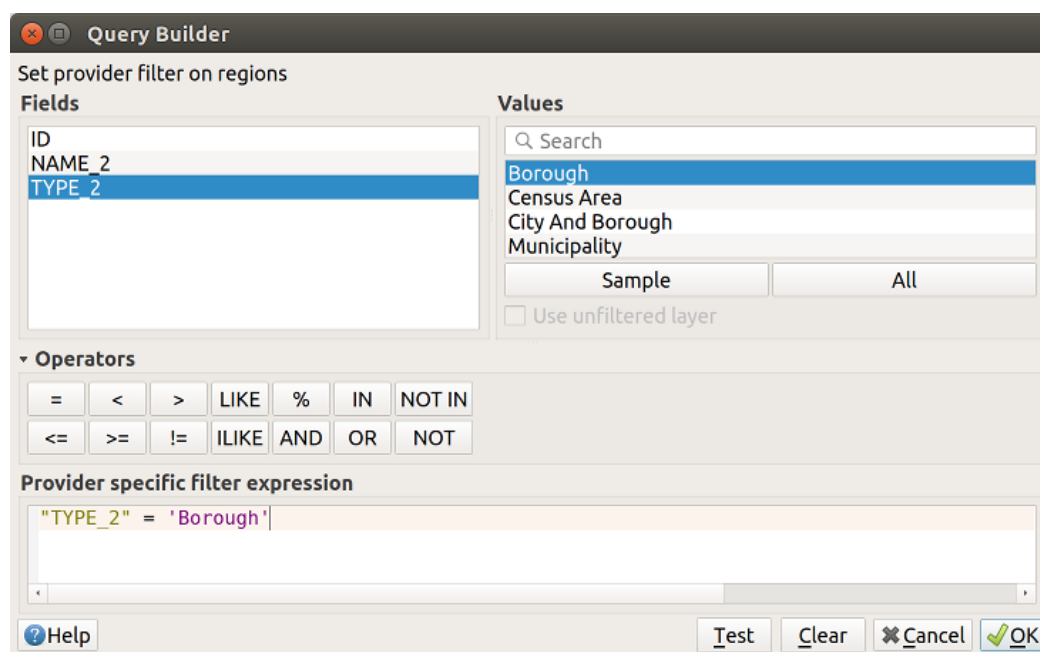 Query Builder
Set provider filter on regions
Fields
Values
ID
NAME_2
TYPE_2
Search
Borough
Census Area
City And Borough
Municipality
Sample All
Use unfiltered layer
Operators
= < > LIKE % IN NOT IN
<= >= != ILIKE AND OR NOT
Provider specific filter expression
"TYPE_2" = 'Borough'
Help Test Clear Cancel OK